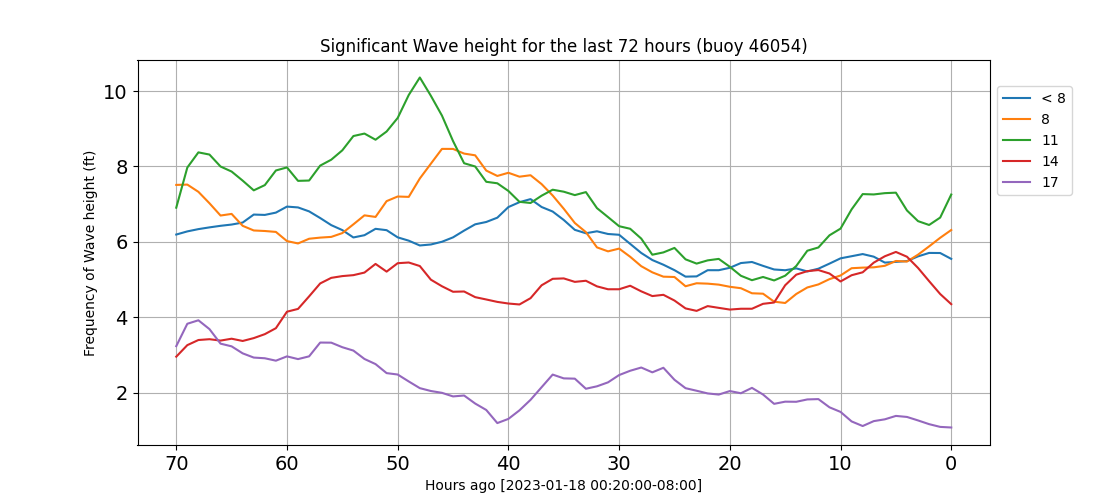 Significant Wave height for the last 72 hours (buoy 46054)
Frequency of Wave height (ft)
10
8
6
4
2
70 60 50 40 30 20 10 0
Hours ago [2023-01-18 00:20:00-08:00]
< 8
8
11
14
17